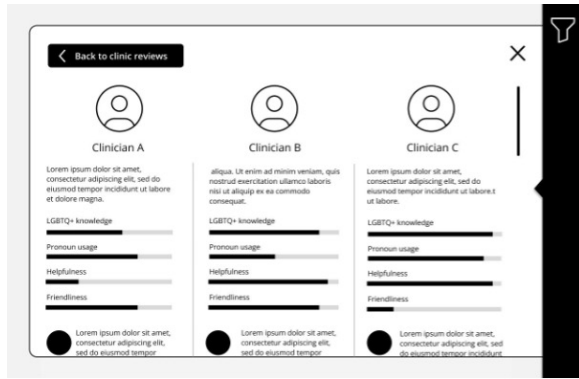 Back to clinic reviews
Clinician A
Lorem ipsum dolor sit amet,
consectetur adipiscing elit, sed do
eiusmod tempor incididunt ut labore
et dolore magna.
LGBTQ+ knowledge
Pronoun usage
Helpfulness
Friendliness
Lorem ipsum dolor sit amet,
consectetur adipiscing elit,
sed do eiusmod tempor
Clinician B
aliqua. Ut enim ad minim veniam, quis
nostrud exercitation ullamco laboris
nisi ut aliquip ex ea commodo
consequat.
LGBTQ+ knowledge
Pronoun usage
Helpfulness
Friendliness
Lorem ipsum dolor sit amet,
consectetur adipiscing elit,
sed do eiusmod tempor
Clinician C
Lorem ipsum dolor sit amet,
consectetur adipiscing elit, sed do
eiusmod tempor incididunt ut labore.t
ut labore.
LGBTQ+ knowledge
Pronoun usage
Helpfulness
Friendliness
Lorem ipsum dolor sit amet,
consectetur adipiscing elit, sed
do eiusmod tempor incididunt